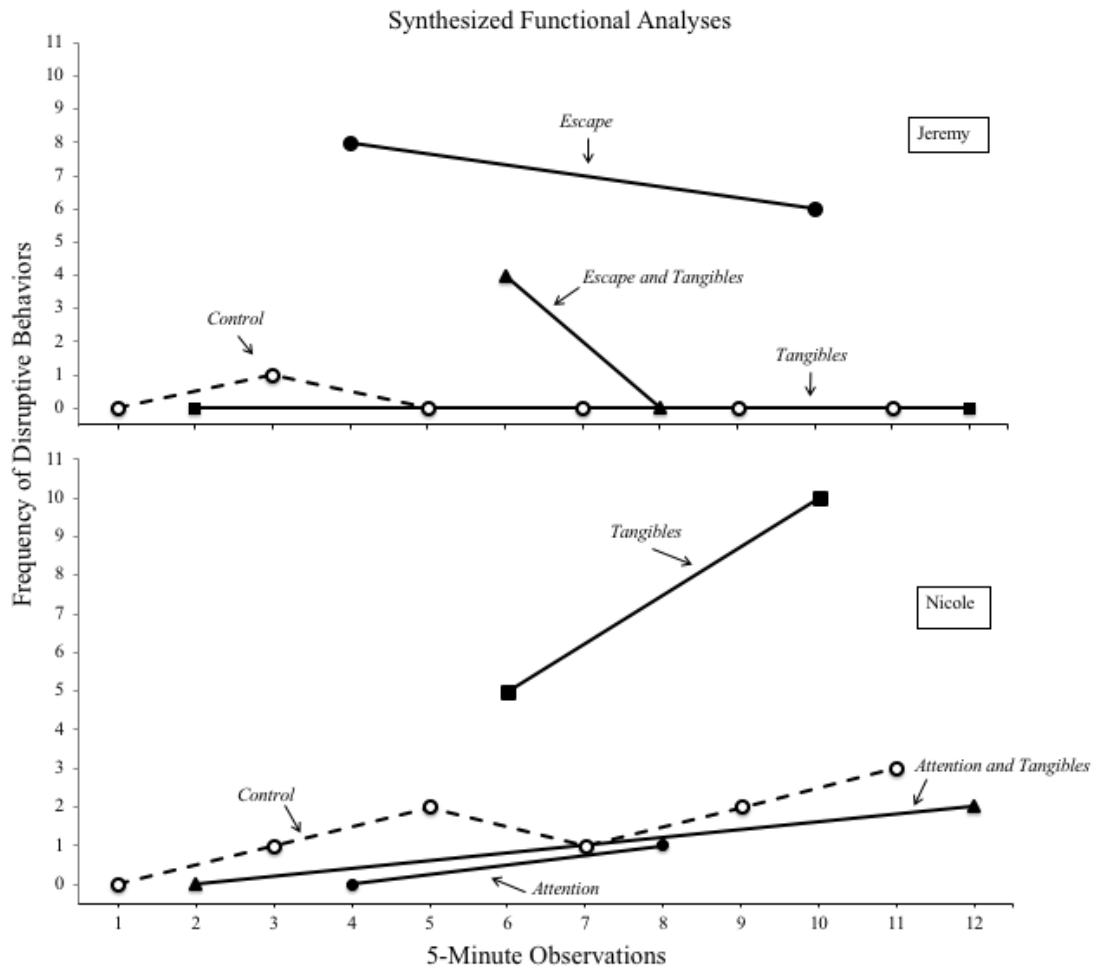 Synthesized Functional Analyses
11
10
9
8
7
6
5
4
3
2
1
0
Escape
Jeremy
Escape and Tangibles
Control
Tangibles
Frequency of Disruptive Behaviors
11
10
9
8
7
6
5
4
3
2
1
0
Tangibles
Nicole
Attention and Tangibles
Control
Attention
1 2 3 4 5 6 7 8 9 10 11 12
5-Minute Observations